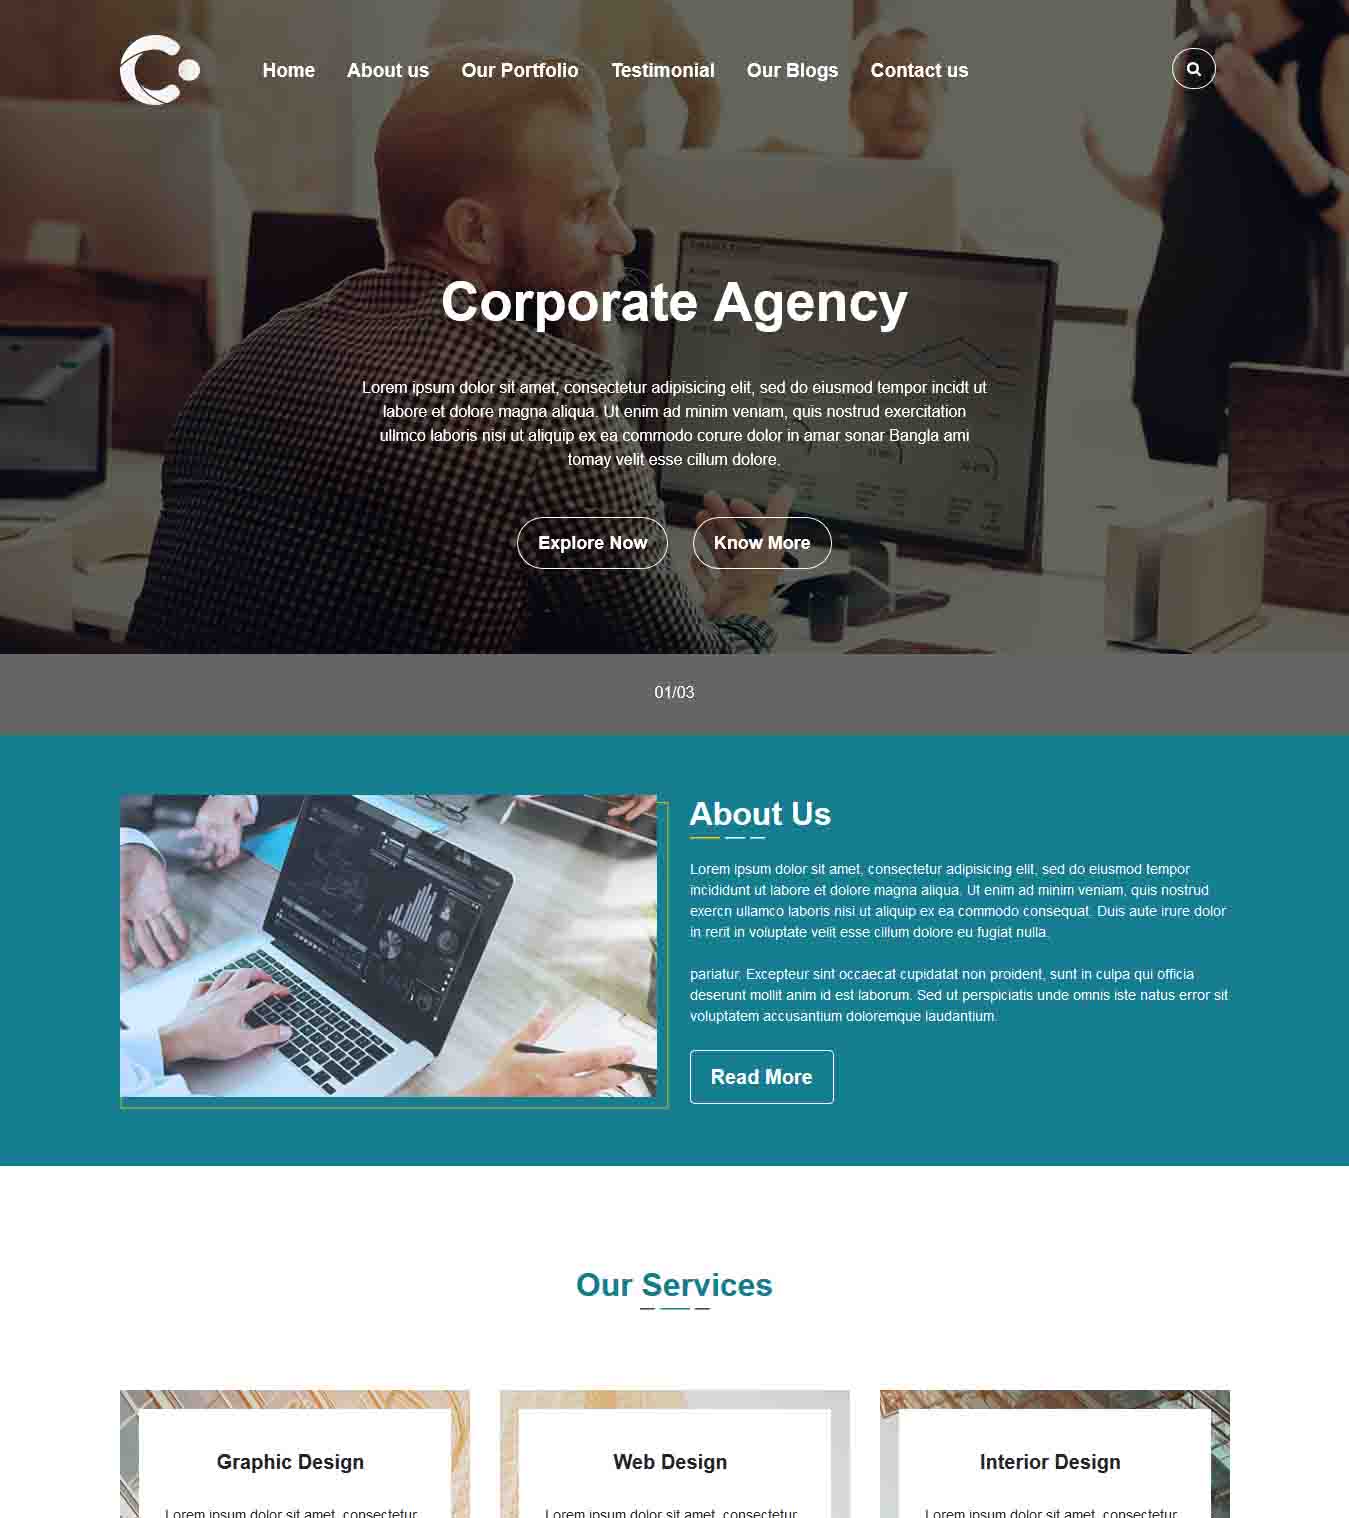 Home About us Our Portfolio Testimonial Our Blogs Contact us
Corporate Agency
Lorem ipsum dolor sit amet, consectetur adipisicing elit, sed do eiusmod tempor incidt ut
labore et dolore magna aliqua. Ut enim ad minim veniam, quis nostrud exercitation
ullmco laboris nisi ut aliquip ex ea commodo corure dolor in amar sonar Bangla ami
tomay velit esse cillum dolore.
Explore Now Know More
01/03
About Us
Lorem ipsum dolor sit amet, consectetur adipisicing elit, sed do eiusmod tempor
incididunt ut labore et dolore magna aliqua. Ut enim ad minim veniam, quis nostrud
exercn ullamco laboris nisi ut aliquip ex ea commodo consequat. Duis aute irure dolor
in rerit in voluptate velit esse cillum dolore eu fugiat nulla.
pariatur. Excepteur sint occaecat cupidatat non proident, sunt in culpa qui officia
deserunt mollit anim id est laborum. Sed ut perspiciatis unde omnis iste natus error sit
voluptatem accusantium doloremque laudantium.
Read More
Our Services
Graphic Design
Lorem ipsum dolor sit amet, consectetur
Web Design
Lorem ipsum dolor sit amet, consectetur
Interior Design
Lorem ipsum dolor sit amet, consectetur